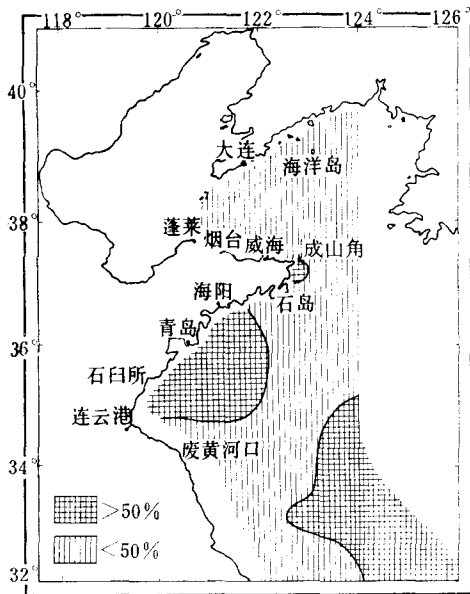 118° 120° 122° 124° 126°
40°
大连
海洋岛
38°
蓬莱
烟台
威海
成山角
海阳
石岛
青岛
36°
石臼所
连云港
废黄河口
34°
>50%
<50%
32°